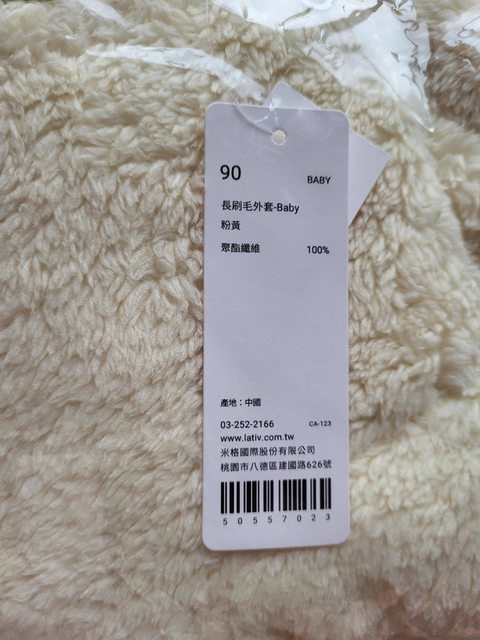 90 BABY
長刷毛外套-Baby
粉黃
聚酯纖維 100%
產地：中國
03-252-2166 CA-123
www.lativ.com.tw
米格國際股份有限公司
桃園市八德區建國路626號
50557023